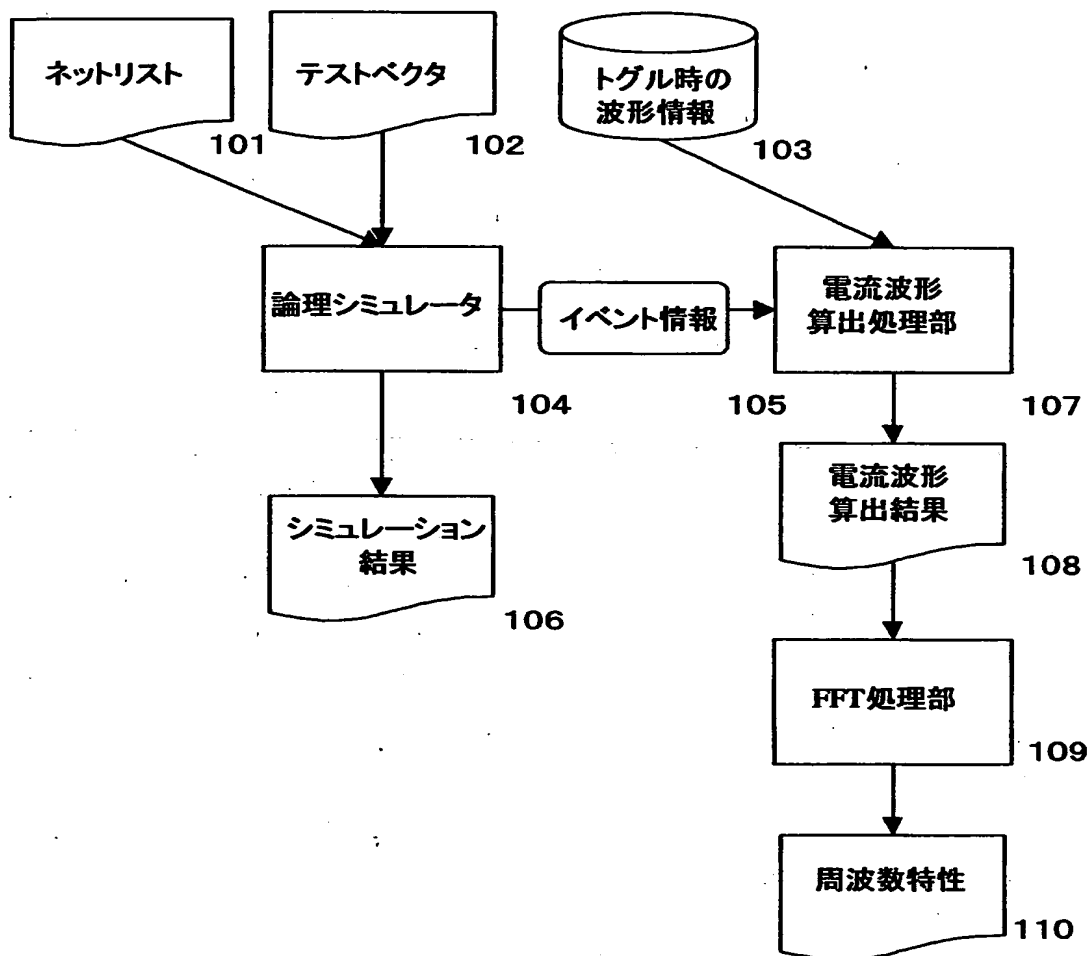 ネットリスト
101
テストベクタ
102
トグル時の
波形情報
103
論理シミュレータ
104
イベント情報
105
電流波形
算出処理部
107
シミュレーション
結果
106
電流波形
算出結果
108
FFT処理部
109
周波数特性
110